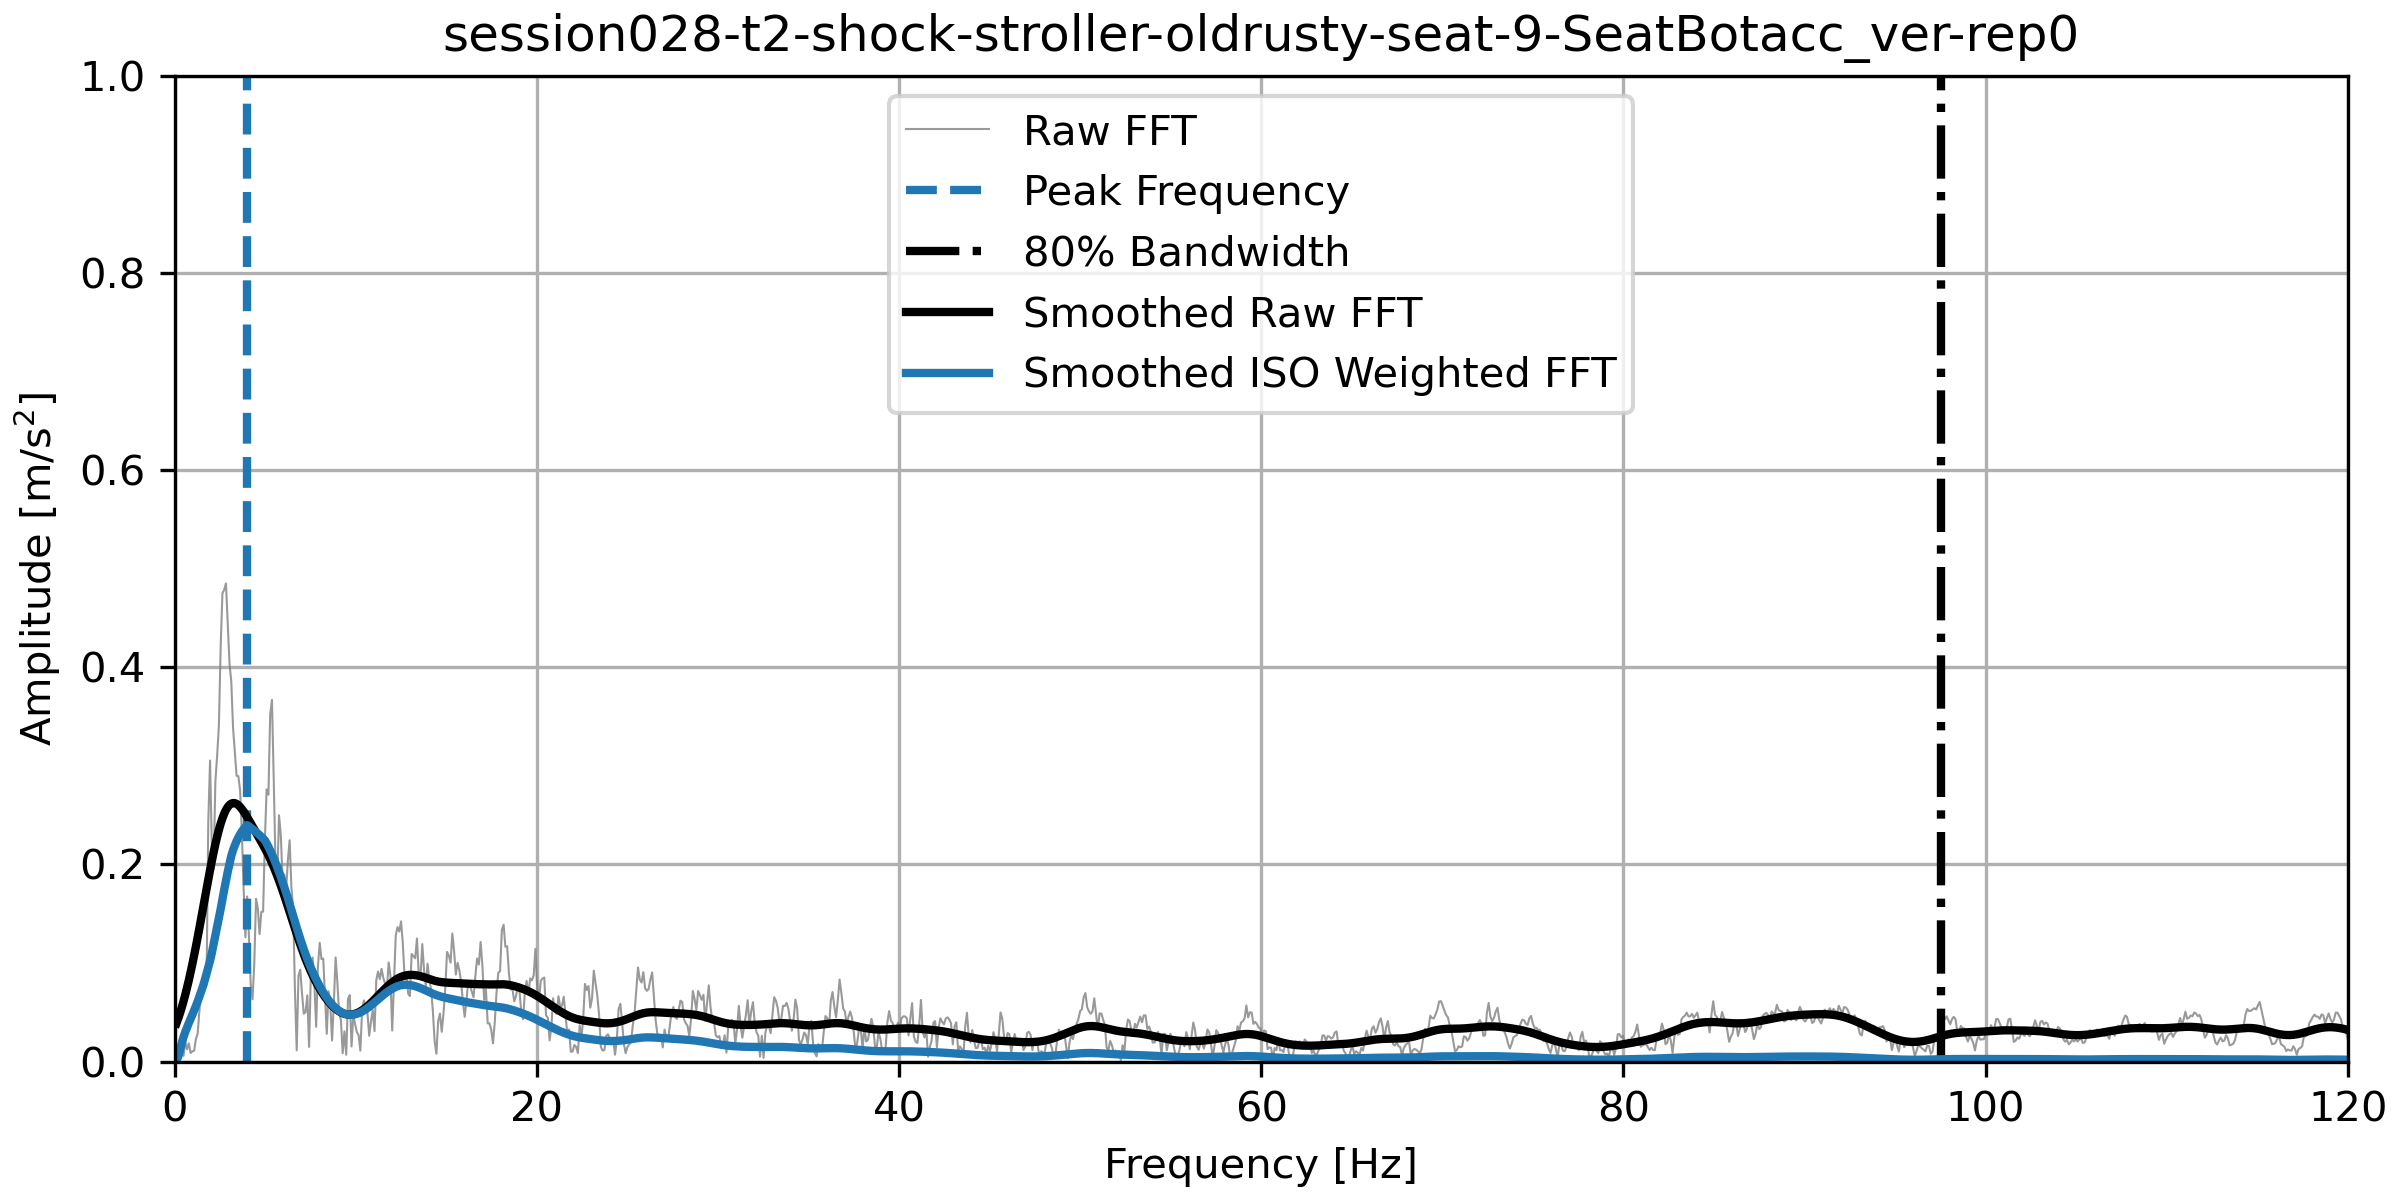 session028-t2-shock-stroller-oldrusty-seat-9-SeatBotacc_ver-rep0
1.0
0.8
0.6
0.4
0.2
0.0
Amplitude [m/s²]
Raw FFT
Peak Frequency
80% Bandwidth
Smoothed Raw FFT
Smoothed ISO Weighted FFT
0 20 40 60 80 100 120
Frequency [Hz]